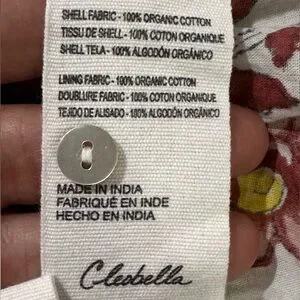 SHELL FABRIC - 100% ORGANIC COTTON
TISSU DE SHELL - 100% COTON ORGANIQUE
SHELL TELA - 100% ALGODÓN ORGÁNICO
LINING FABRIC - 100% ORGANIC COTTON
DOUBLURE FABRIC - 100% COTON ORGANIQUE
TEJIDO DE ALISADO - 100% ALGODÓN ORGÁNICO
MADE IN INDIA
FABRIQUÉ EN INDE
HECHO EN INDIA
Cleobella